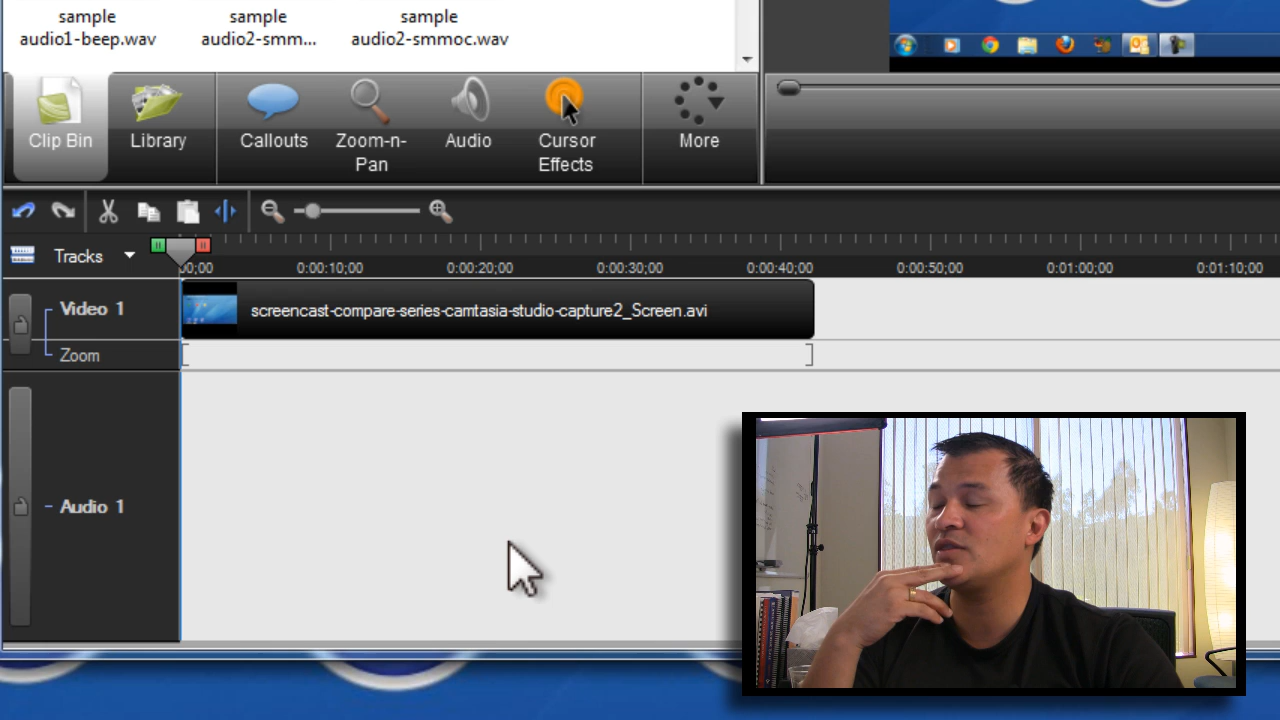 sample
audio1-beep.wav
sample
audio2-smm...
sample
audio2-smmoc.wav
Clip Bin
Library
Callouts
Zoom-n-
Pan
Audio
Cursor
Effects
More
Tracks
00;00 0:00:10;00 0:00:20;00 0:00:30;00 0:00:40;00 0:00:50;00 0:01:00;00 0:01:10;00
Video 1
screencast-compare-series-camtasia-studio-capture2_Screen.avi
Zoom
Audio 1